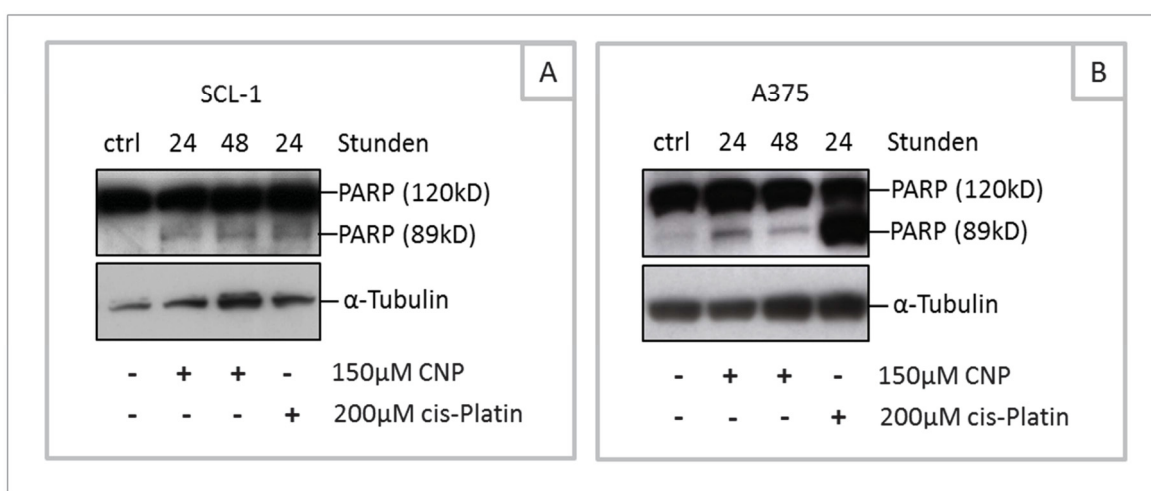 A
SCL-1
ctrl 24 48 24 Stunden
PARP (120kD)
PARP (89kD)
α-Tubulin
- + + - 150µM CNP
- - - + 200µM cis-Platin
B
A375
ctrl 24 48 24 Stunden
PARP (120kD)
PARP (89kD)
α-Tubulin
- + + - 150µM CNP
- - - + 200µM cis-Platin